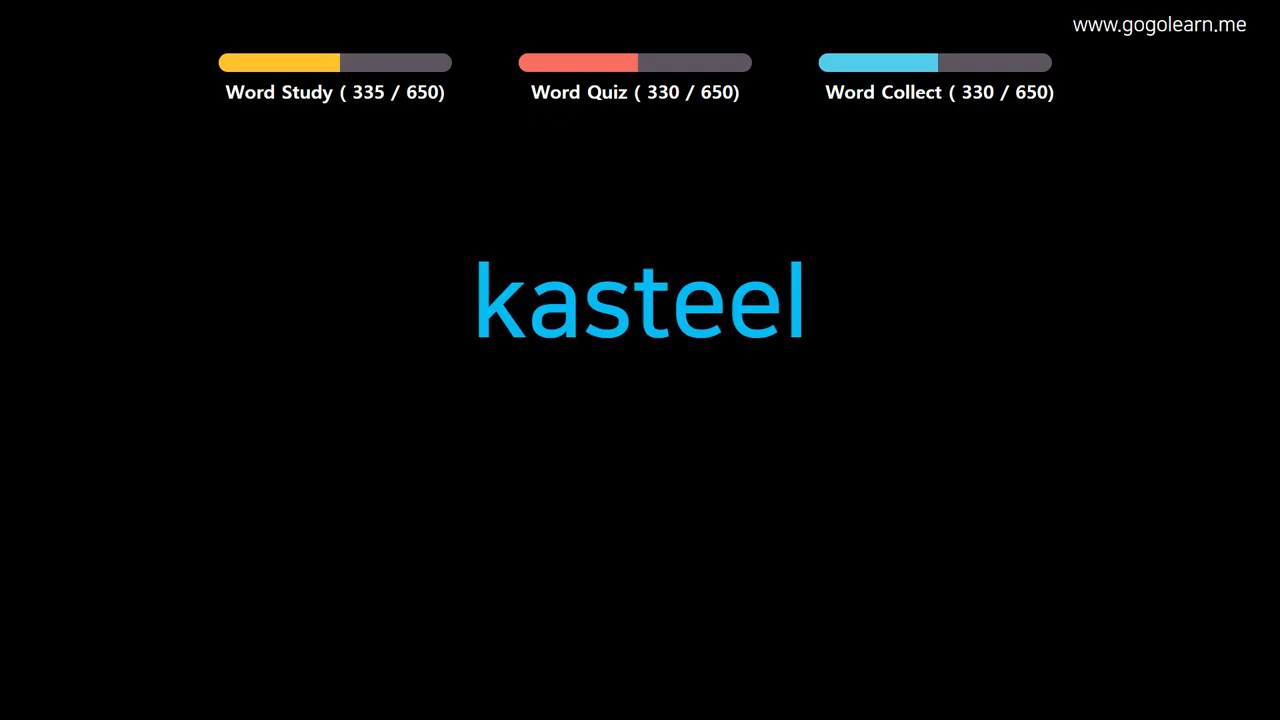 www.gogolearn.me
Word Study ( 335 / 650)
Word Quiz ( 330 / 650)
Word Collect ( 330 / 650)
kasteel